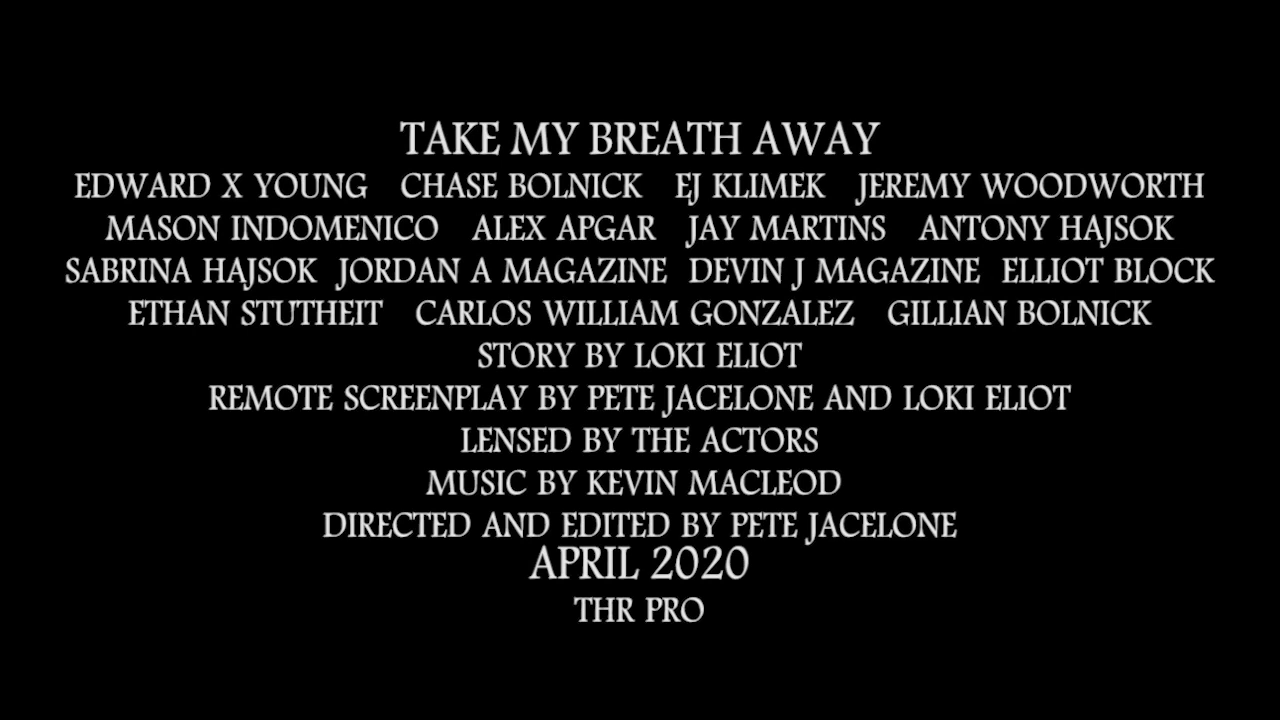 TAKE MY BREATH AWAY
EDWARD X YOUNG CHASE BOLNICK EJ KLIMEK JEREMY WOODWORTH
MASON INDOMENICO ALEX APGAR JAY MARTINS ANTONY HAJSOK
SABRINA HAJSOK JORDAN A MAGAZINE DEVIN J MAGAZINE ELLIOT BLOCK
ETHAN STUTHEIT CARLOS WILLIAM GONZALEZ GILLIAN BOLNICK
STORY BY LOKI ELIOT
REMOTE SCREENPLAY BY PETE JACELONE AND LOKI ELIOT
LENSED BY THE ACTORS
MUSIC BY KEVIN MACLEOD
DIRECTED AND EDITED BY PETE JACELONE
APRIL 2020
THR PRO